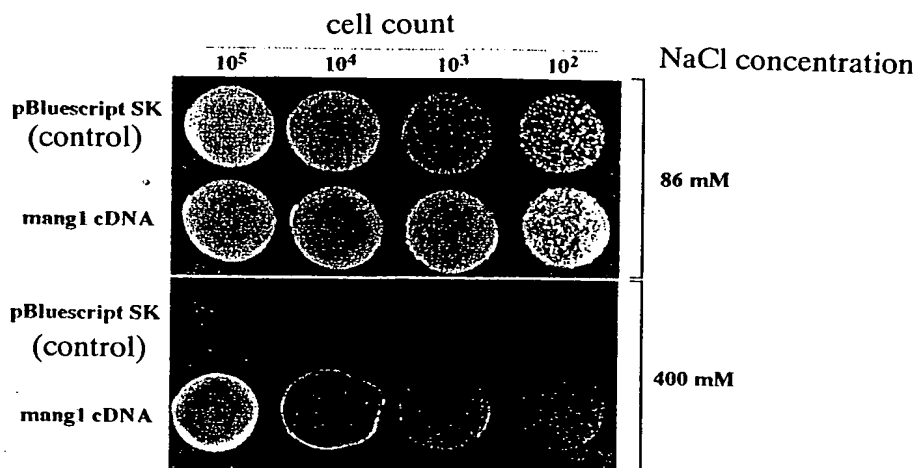 cell count
10⁵ 10⁴ 10³ 10²
NaCl concentration
pBluescript SK
(control)
86 mM
mang1 cDNA
pBluescript SK
(control)
400 mM
mang1 cDNA